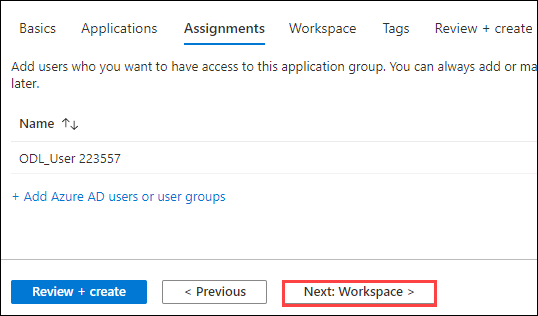 Basics Applications Assignments Workspace Tags Review + create
Add users who you want to have access to this application group. You can always add or ma
later.
Name ↑↓
ODL_User 223557
+ Add Azure AD users or user groups
Review + create < Previous Next: Workspace >